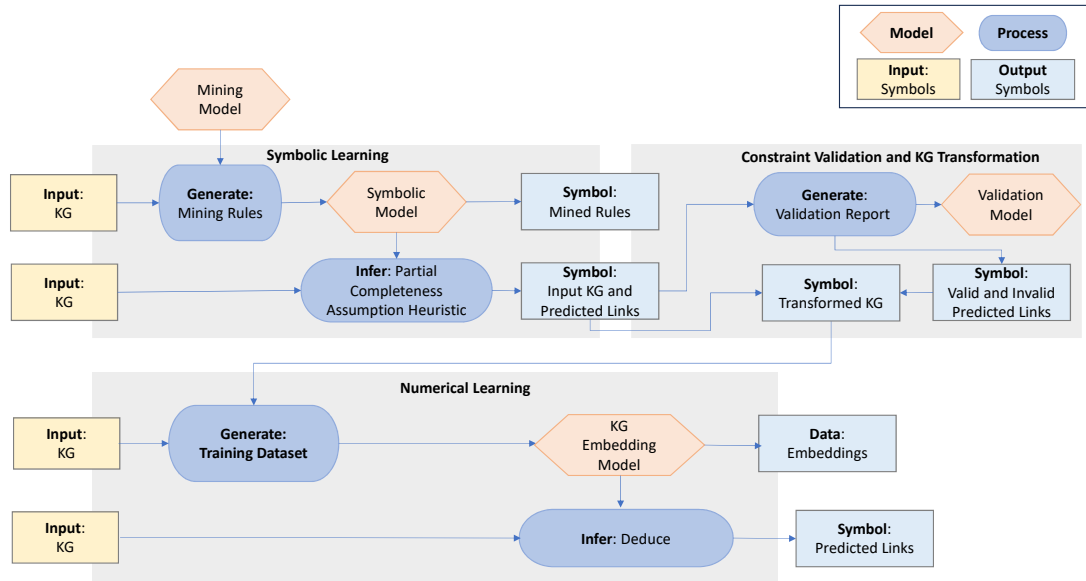 Model
Process
Input:
Symbols
Output
Symbols
Mining
Model
Symbolic Learning
Constraint Validation and KG Transformation
Input:
KG
Generate:
Mining Rules
Symbolic
Model
Symbol:
Mined Rules
Generate:
Validation Report
Validation
Model
Input:
KG
Infer: Partial
Completeness
Assumption Heuristic
Symbol:
Input KG and
Predicted Links
Symbol:
Transformed KG
Symbol:
Valid and Invalid
Predicted Links
Numerical Learning
Input:
KG
Generate:
Training Dataset
KG
Embedding
Model
Data:
Embeddings
Input:
KG
Infer: Deduce
Symbol:
Predicted Links